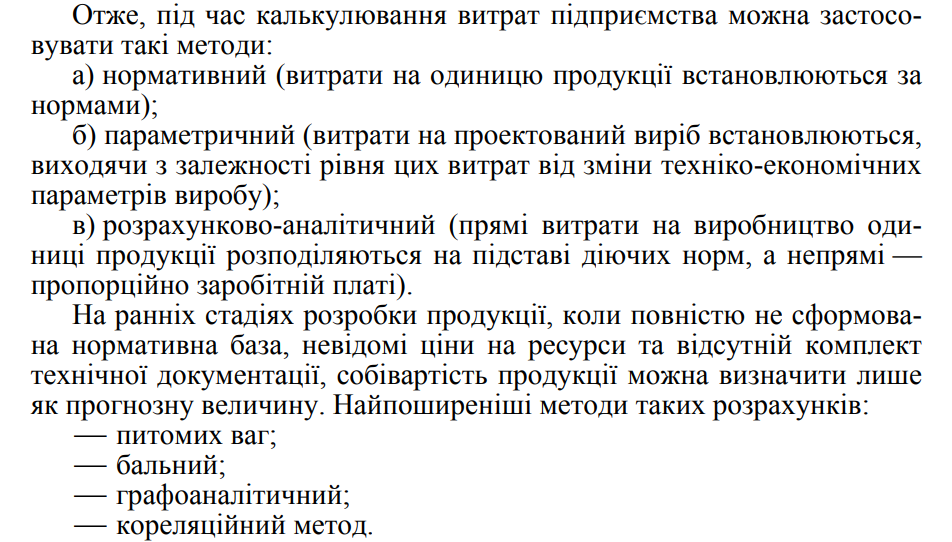 Отже, під час калькулювання витрат підприємства можна застосо-
вувати такі методи:
а) нормативний (витрати на одиницю продукції встановлюються за
нормами);
б) параметричний (витрати на проектований виріб встановлюються,
виходячи з залежності рівня цих витрат від зміни техніко-економічних
параметрів виробу);
в) розрахунково-аналітичний (прямі витрати на виробництво оди-
ниці продукції розподіляються на підставі діючих норм, а непрямі —
пропорційно заробітній платі).
На ранніх стадіях розробки продукції, коли повністю не сформова-
на нормативна база, невідомі ціни на ресурси та відсутній комплект
технічної документації, собівартість продукції можна визначити лише
як прогнозну величину. Найпоширеніші методи таких розрахунків:
— питомих ваг;
— бальний;
— графоаналітичний;
— кореляційний метод.